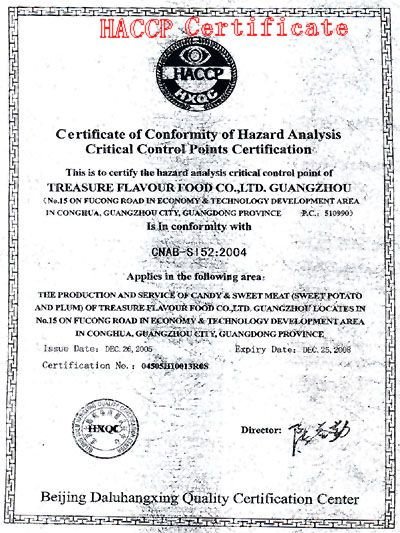 HACCP Certificate
HACCP
HXQC
Certificate of Conformity of Hazard Analysis
Critical Control Points Certification
This is to certify the hazard analysis critical control point of
TREASURE FLAVOUR FOOD CO.,LTD. GUANGZHOU
(No.15 ON FUCONG ROAD IN ECONOMY & TECHNOLOGY DEVELOPMENT AREA
IN CONGHUA, GUANGZHOU CITY, GUANGDONG PROVINCE P.C.: 510990)
Is in conformity with
CNAB-SI52:2004
Applies in the following area:
THE PRODUCTION AND SERVICE OF CANDY & SWEET MEAT (SWEET POTATO
AND PLUM) OF TREASURE FLAVOUR FOOD CO.,LTD. GUANGZHOU LOCATES IN
No.15 ON FUCONG ROAD IN ECONOMY & TECHNOLOGY DEVELOPMENT AREA
IN CONGHUA, GUANGZHOU CITY, GUANGDONG PROVINCE.
Issue Date: DEC.26,2005 Expiry Date: DEC.25,2008
Certification No.: 04505H10013R0S
HXQC
Director:
Beijing Daluhangxing Quality Certification Center